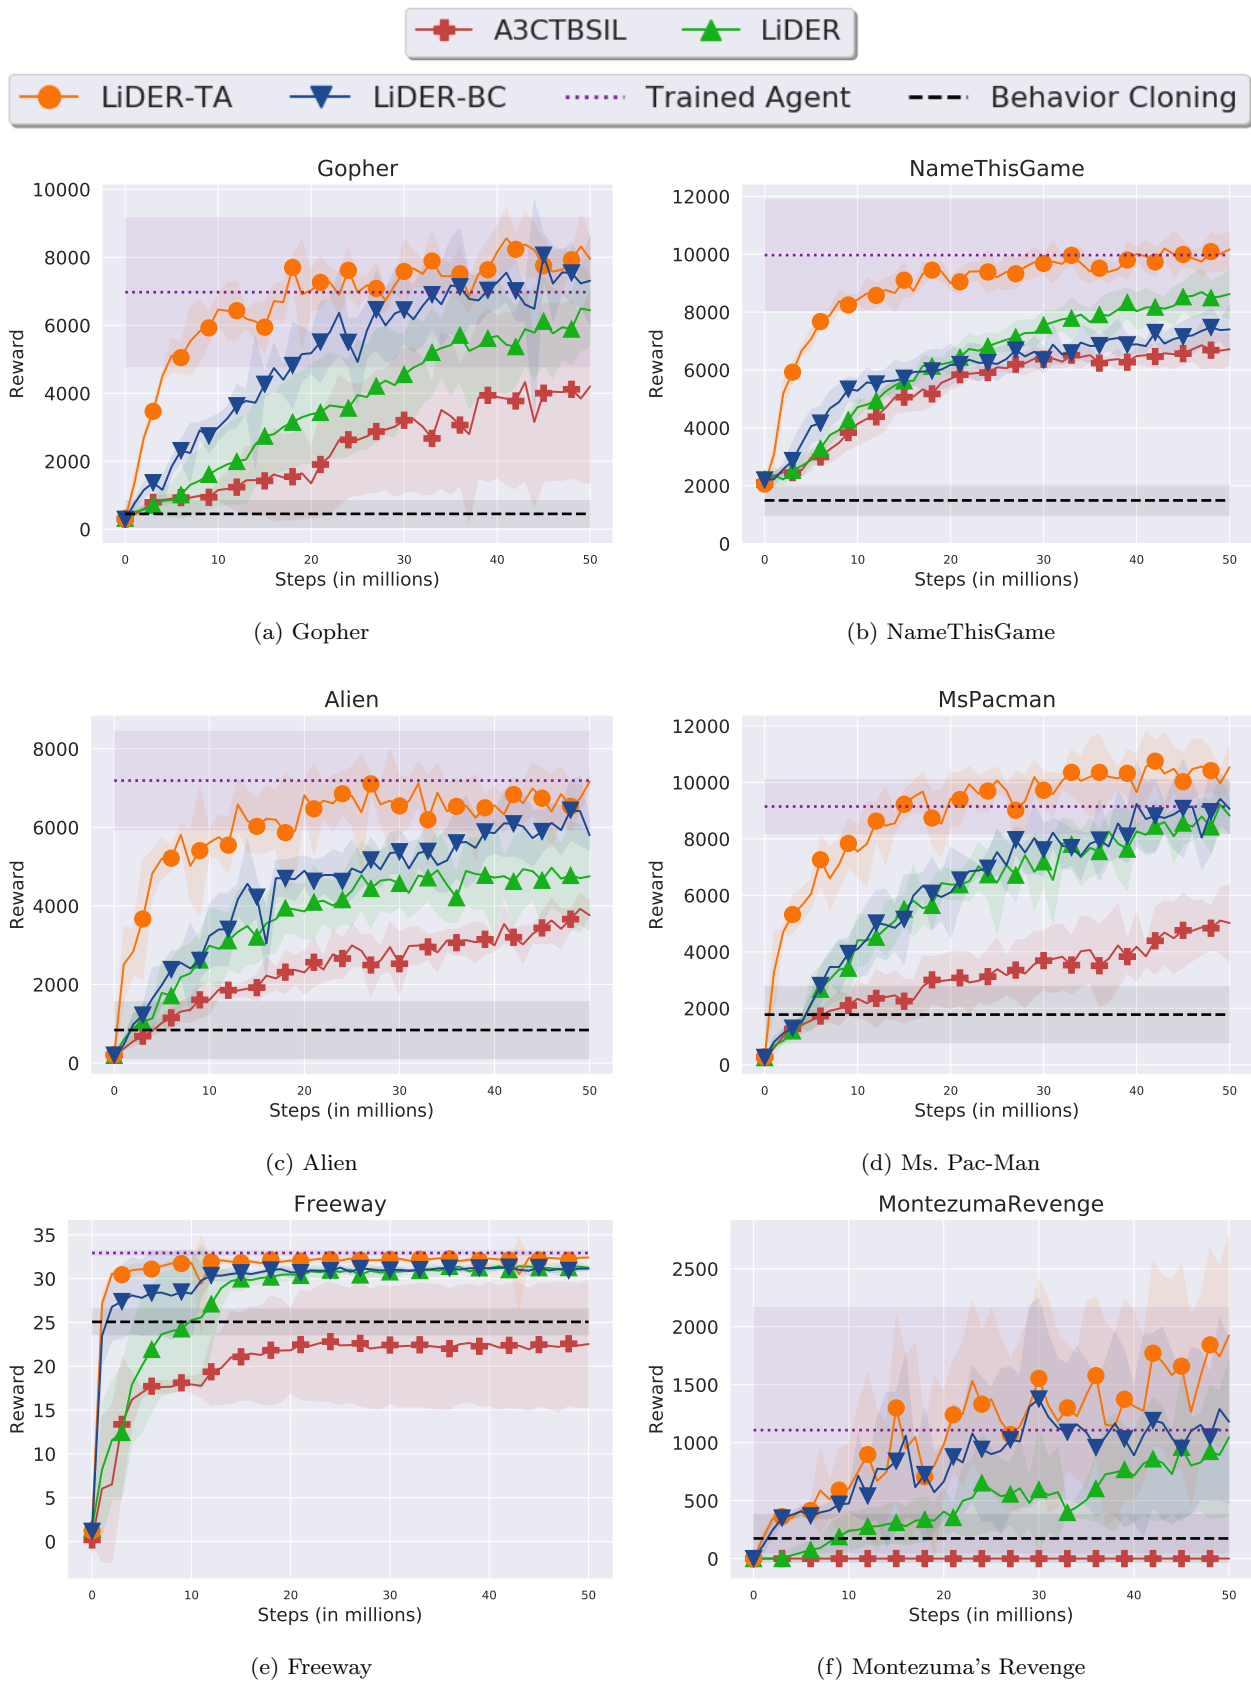 A3CTBSIL LiDER
LiDER-TA LiDER-BC Trained Agent Behavior Cloning
Gopher
10000
8000
6000
4000
2000
0
Reward
0 10 20 30 40 50
Steps (in millions)
(a) Gopher
NameThisGame
12000
10000
8000
6000
4000
2000
0
Reward
0 10 20 30 40 50
Steps (in millions)
(b) NameThisGame
Alien
8000
6000
4000
2000
0
Reward
0 10 20 30 40 50
Steps (in millions)
(c) Alien
MsPacman
12000
10000
8000
6000
4000
2000
0
Reward
0 10 20 30 40 50
Steps (in millions)
(d) Ms. Pac-Man
Freeway
35
30
25
20
15
10
5
0
Reward
0 10 20 30 40 50
Steps (in millions)
(e) Freeway
MontezumaRevenge
2500
2000
1500
1000
500
0
Reward
0 10 20 30 40 50
Steps (in millions)
(f) Montezuma's Revenge